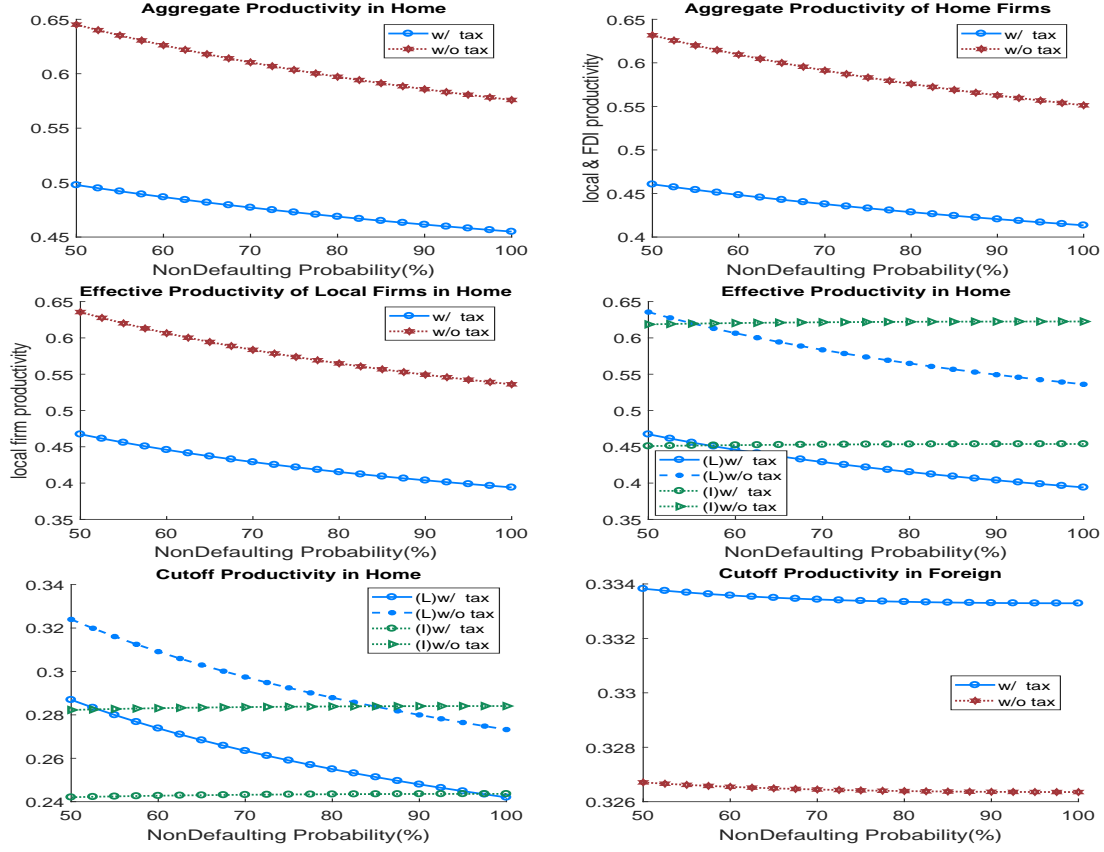 Aggregate Productivity in Home
0.65
0.6
0.55
0.5
0.45
50 60 70 80 90 100
NonDefaulting Probability(%)
w/ tax
w/o tax
Aggregate Productivity of Home Firms
local & FDI productivity
0.65
0.6
0.55
0.5
0.45
0.4
50 60 70 80 90 100
NonDefaulting Probability(%)
w/ tax
w/o tax
Effective Productivity of Local Firms in Home
local firm productivity
0.65
0.6
0.55
0.5
0.45
0.4
0.35
50 60 70 80 90 100
NonDefaulting Probability(%)
w/ tax
w/o tax
Effective Productivity in Home
0.65
0.6
0.55
0.5
0.45
0.4
0.35
50 60 70 80 90 100
NonDefaulting Probability(%)
(L)w/ tax
(L)w/o tax
(I)w/ tax
(I)w/o tax
Cutoff Productivity in Home
0.34
0.32
0.3
0.28
0.26
0.24
50 60 70 80 90 100
NonDefaulting Probability(%)
(L)w/ tax
(L)w/o tax
(I)w/ tax
(I)w/o tax
Cutoff Productivity in Foreign
0.334
0.332
0.33
0.328
0.326
50 60 70 80 90 100
NonDefaulting Probability(%)
w/ tax
w/o tax